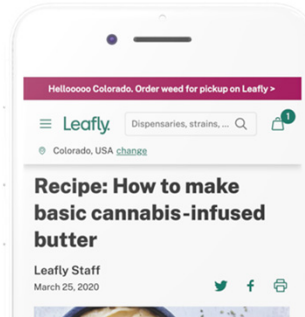 Hellooooo Colorado. Order weed for pickup on Leafly >
Leafly.
Dispensaries, strains, ...
1
Colorado, USA change
Recipe: How to make
basic cannabis-infused
butter
Leafly Staff
March 25, 2020